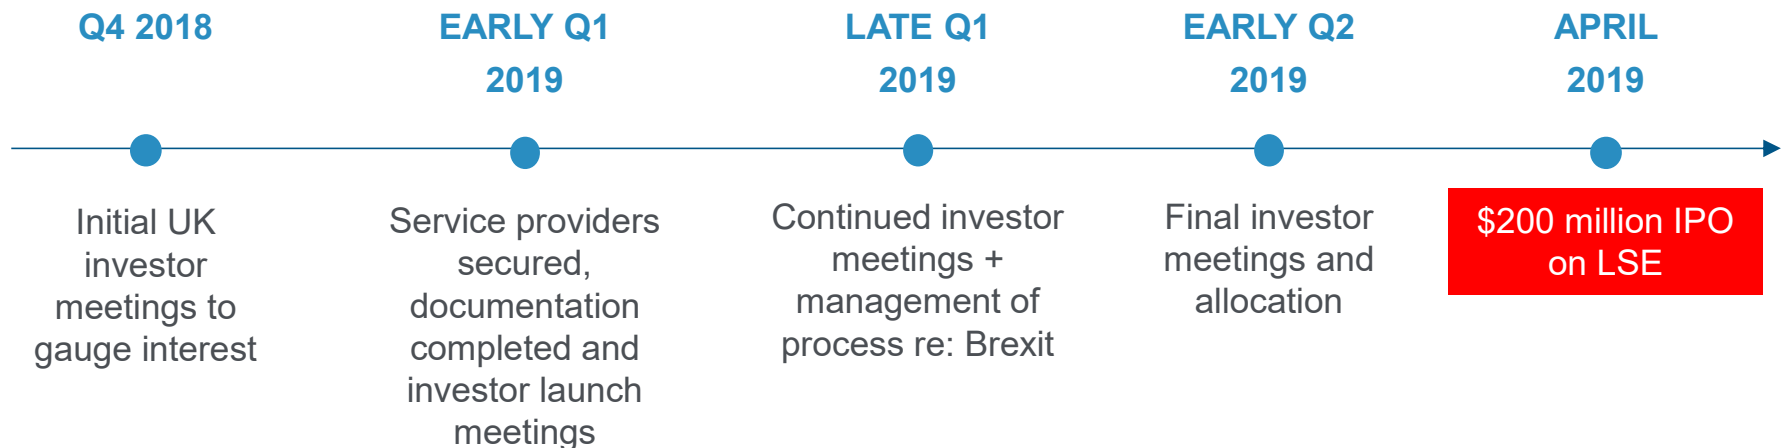 Q4 2018
EARLY Q1
2019
LATE Q1
2019
EARLY Q2
2019
APRIL
2019
Initial UK
investor
meetings to
gauge interest
Service providers
secured,
documentation
completed and
investor launch
meetings
Continued investor
meetings +
management of
process re: Brexit
Final investor
meetings and
allocation
$200 million IPO
on LSE